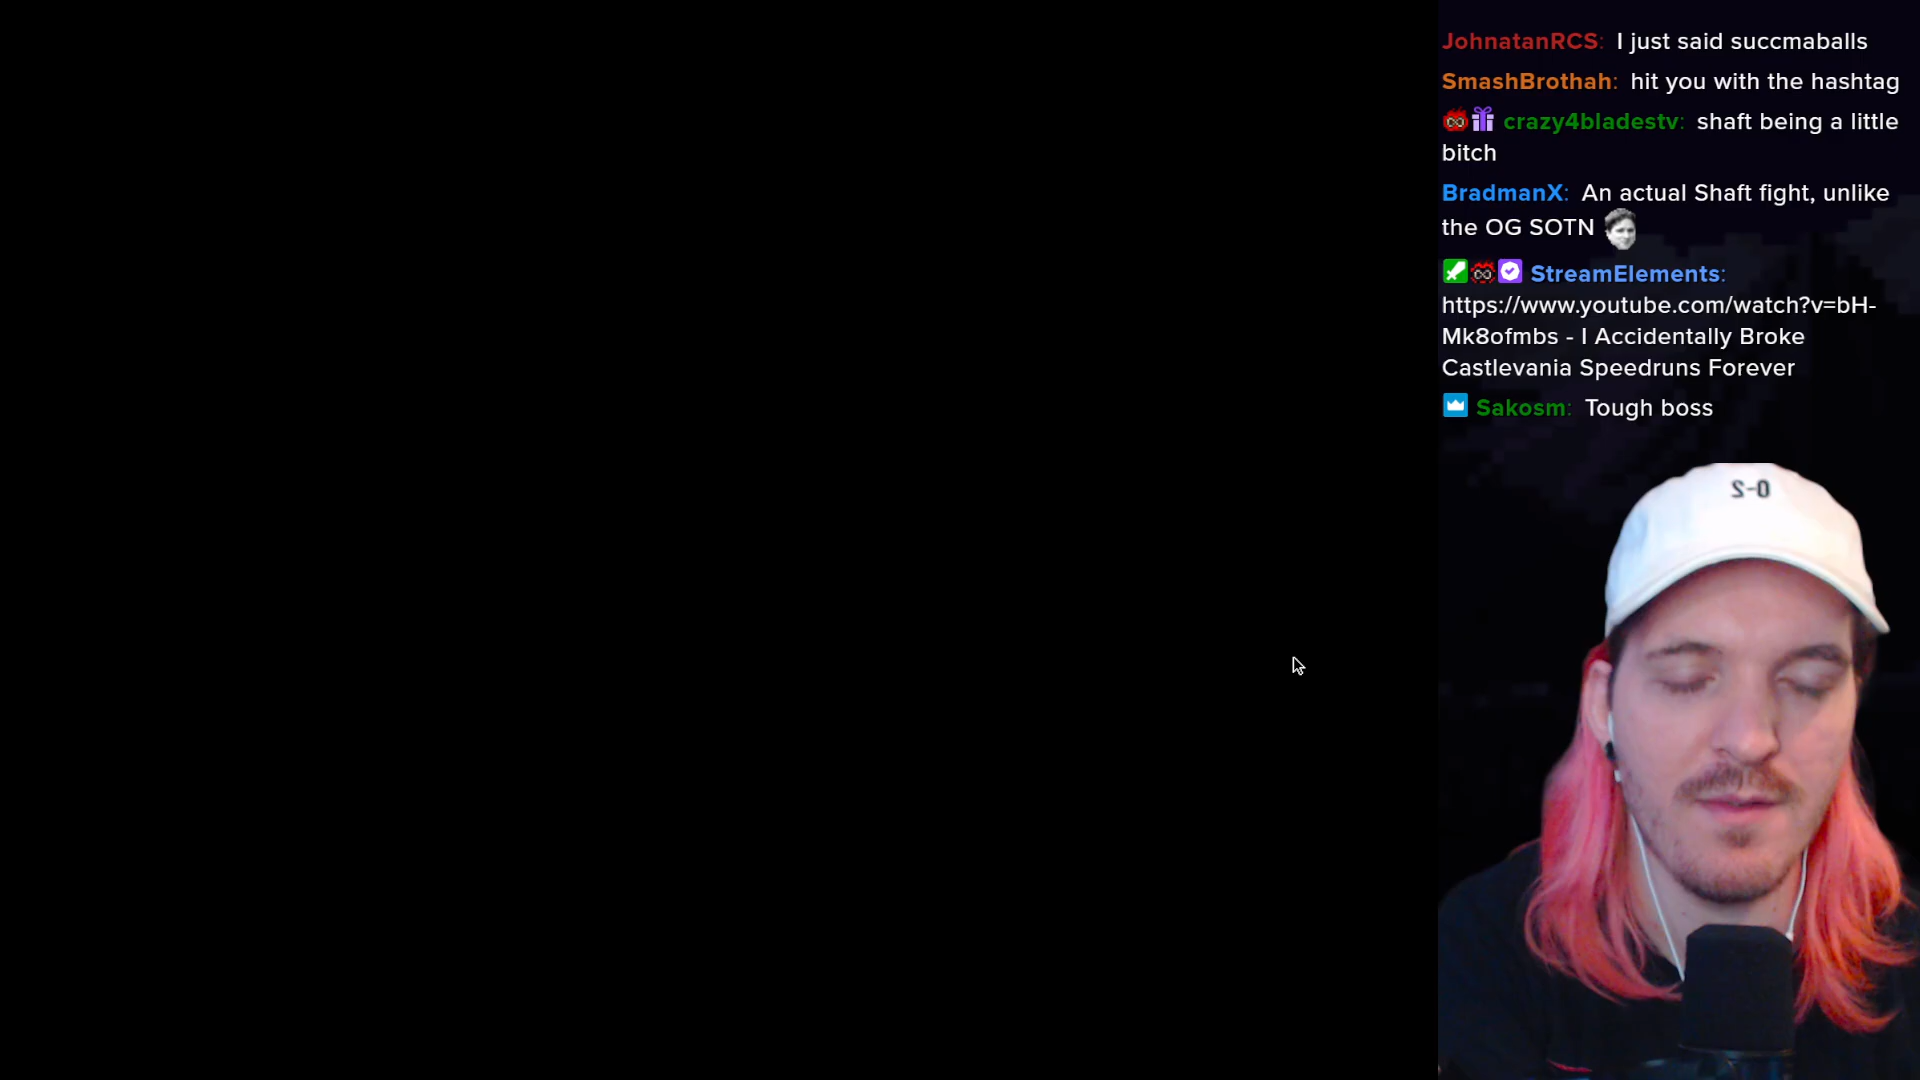 JohnatanRCS: I just said succmaballs
SmashBrothah: hit you with the hashtag
crazy4bladestv: shaft being a little
bitch
BradmanX: An actual Shaft fight, unlike
the OG SOTN
StreamElements:
https://www.youtube.com/watch?v=bH-
Mk8ofmbs - I Accidentally Broke
Castlevania Speedruns Forever
Sakosm: Tough boss
S-0